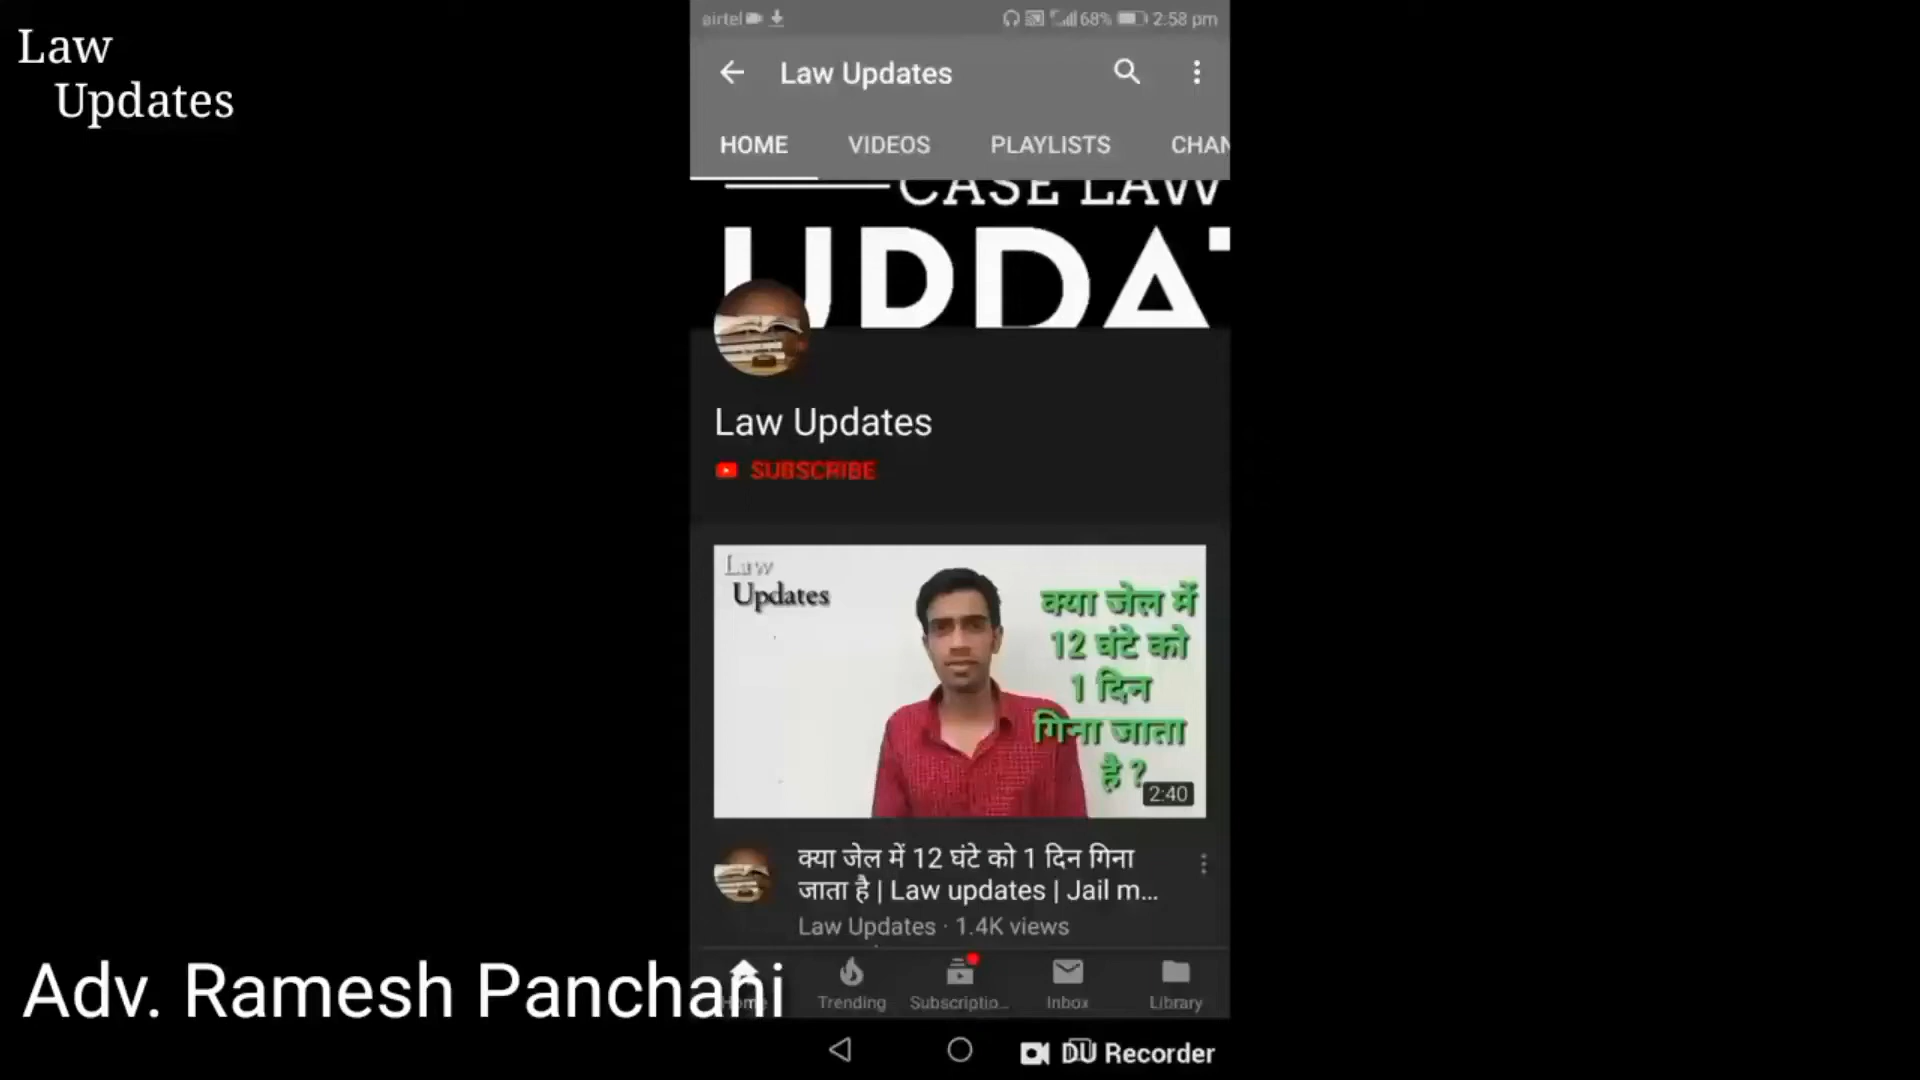 Law
Updates
airtel
68% 2:58 pm
Law Updates
HOME VIDEOS PLAYLISTS CHAN
CASE LAW
UPDAT
Law Updates
SUBSCRIBE
Law
Updates
क्या जेल में
12 घंटे को
1 दिन
गिना जाता
है ?
2:40
क्या जेल में 12 घंटे को 1 दिन गिना
जाता है | Law updates | Jail m...
Law Updates · 1.4K views
Adv. Ramesh Panchani
Home Trending Subscriptio... Inbox Library
DU Recorder